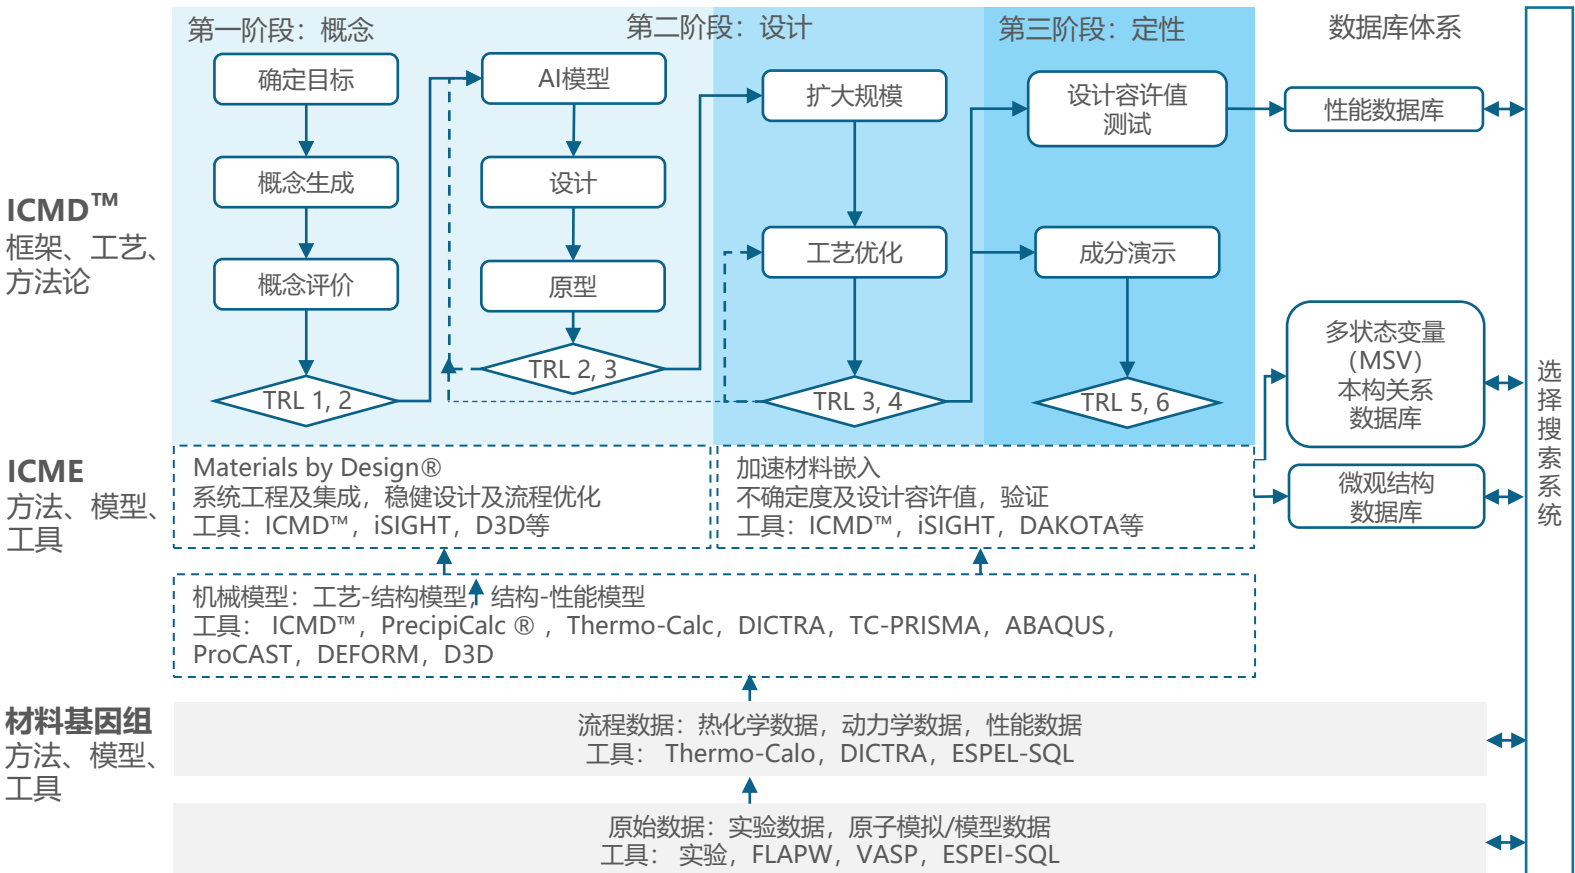 第一阶段：概念
第二阶段：设计
第三阶段：定性
数据库体系
确定目标
概念生成
概念评价
TRL 1, 2
AI模型
设计
原型
TRL 2, 3
扩大规模
工艺优化
TRL 3, 4
设计容许值
测试
成分演示
TRL 5, 6
性能数据库
多状态变量
（MSV）
本构关系
数据库
微观结构
数据库
选
择
搜
索
系
统
ICMD™
框架、工艺、
方法论
ICME
方法、模型、
工具
Materials by Design®
系统工程及集成，稳健设计及流程优化
工具：ICMD™，iSIGHT，D3D等
加速材料嵌入
不确定度及设计容许值，验证
工具：ICMD™，iSIGHT，DAKOTA等
机械模型：工艺-结构模型，结构-性能模型
工具： ICMD™，PrecipiCalc ® ，Thermo-Calc，DICTRA，TC-PRISMA，ABAQUS，
ProCAST，DEFORM，D3D
材料基因组
方法、模型、
工具
流程数据：热化学数据，动力学数据，性能数据
工具： Thermo-Calo，DICTRA，ESPEL-SQL
原始数据：实验数据，原子模拟/模型数据
工具： 实验，FLAPW，VASP，ESPEI-SQL